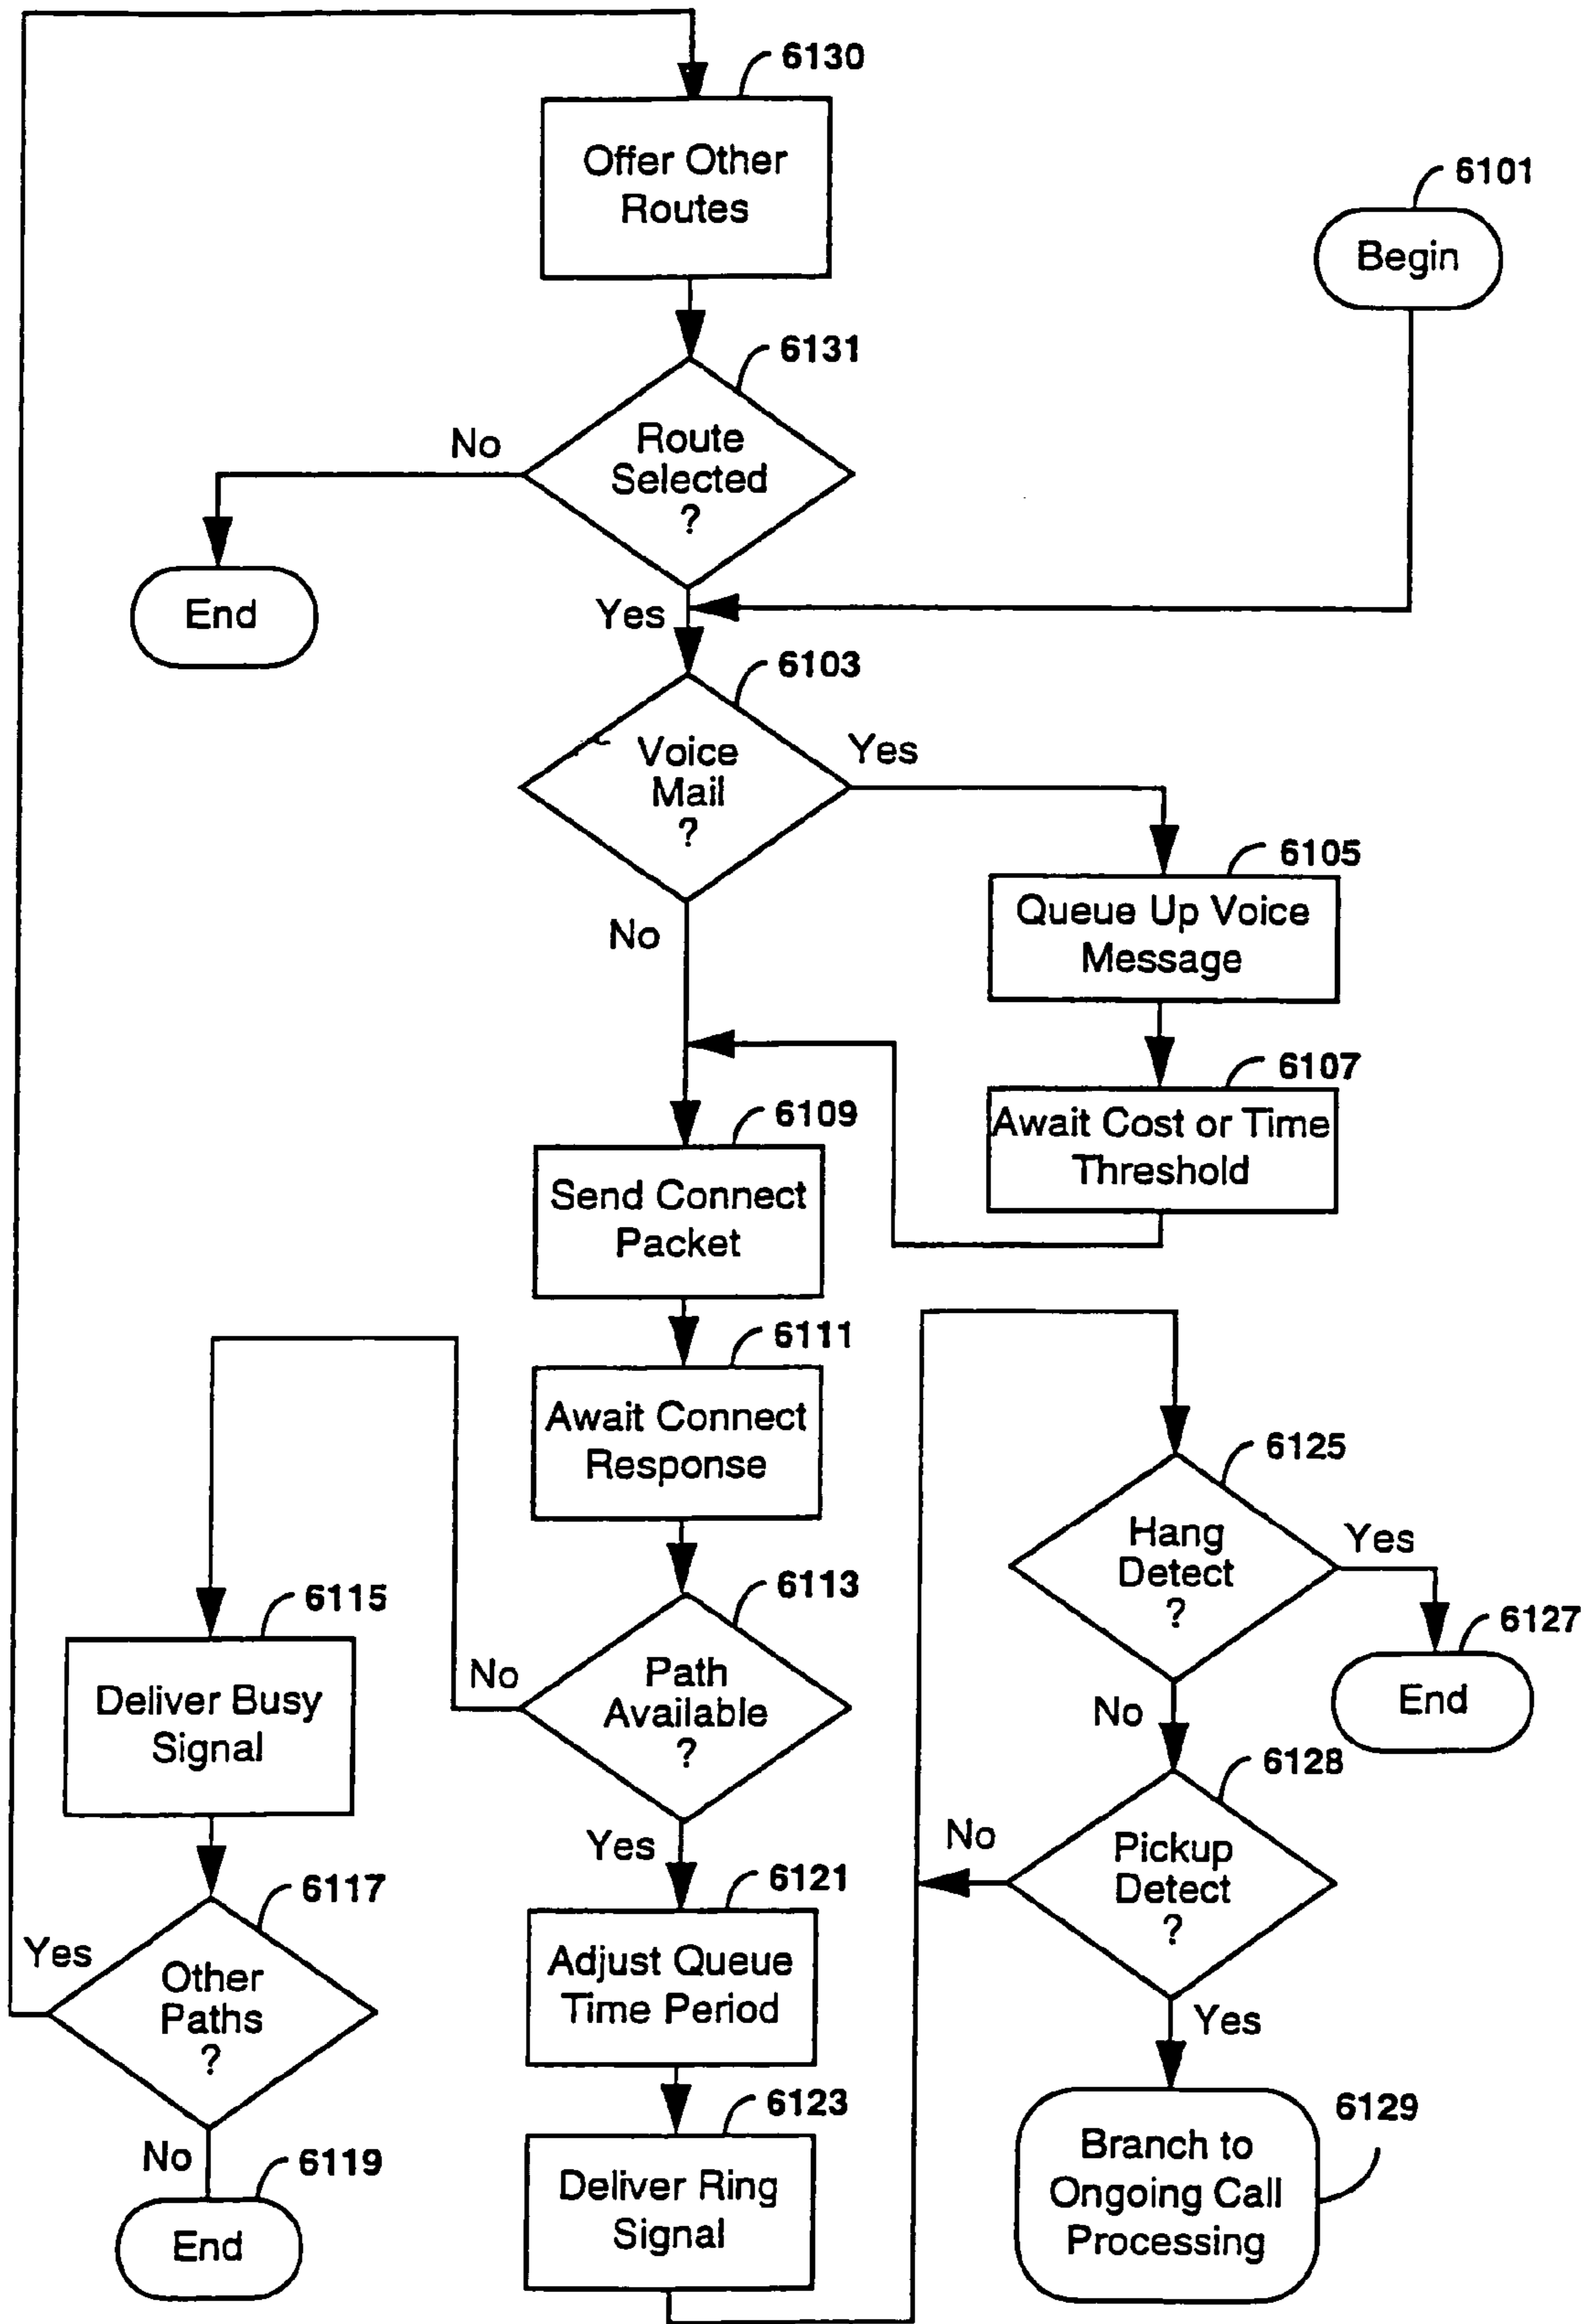 6130
Offer Other
Routes
6101
Begin
6131
Route
Selected
?
No
End
Yes
6103
Voice
Mail
?
Yes
No
6105
Queue Up Voice
Message
6107
Await Cost or Time
Threshold
6109
Send Connect
Packet
6111
Await Connect
Response
6113
Path
Available
?
No
Yes
6115
Deliver Busy
Signal
6117
Other
Paths
?
Yes
No
6119
End
6121
Adjust Queue
Time Period
6123
Deliver Ring
Signal
6125
Hang
Detect
?
Yes
6127
End
No
6128
Pickup
Detect
?
No
Yes
6129
Branch to
Ongoing Call
Processing